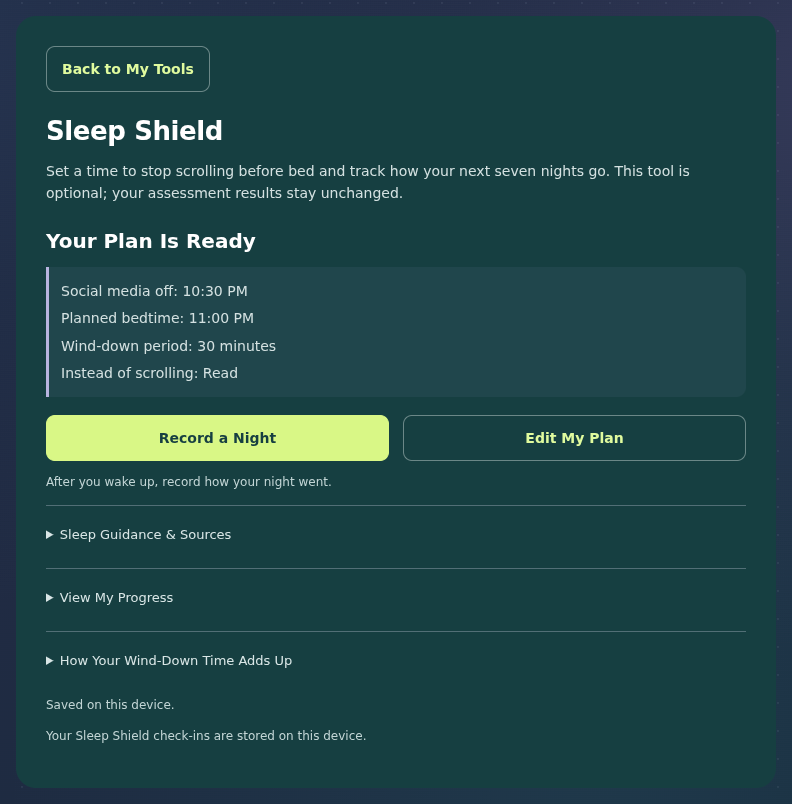 Back to My Tools
Sleep Shield
Set a time to stop scrolling before bed and track how your next seven nights go. This tool is
optional; your assessment results stay unchanged.
Your Plan Is Ready
Social media off: 10:30 PM
Planned bedtime: 11:00 PM
Wind-down period: 30 minutes
Instead of scrolling: Read
Record a Night
Edit My Plan
After you wake up, record how your night went.
Sleep Guidance & Sources
View My Progress
How Your Wind-Down Time Adds Up
Saved on this device.
Your Sleep Shield check-ins are stored on this device.